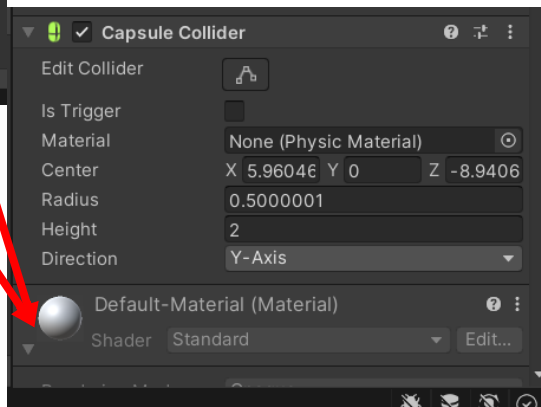 Capsule Collider
Edit Collider
Is Trigger
Material None (Physic Material)
Center X 5.96046 Y 0 Z -8.9406
Radius 0.5000001
Height 2
Direction Y-Axis
Default-Material (Material)
Shader Standard Edit...